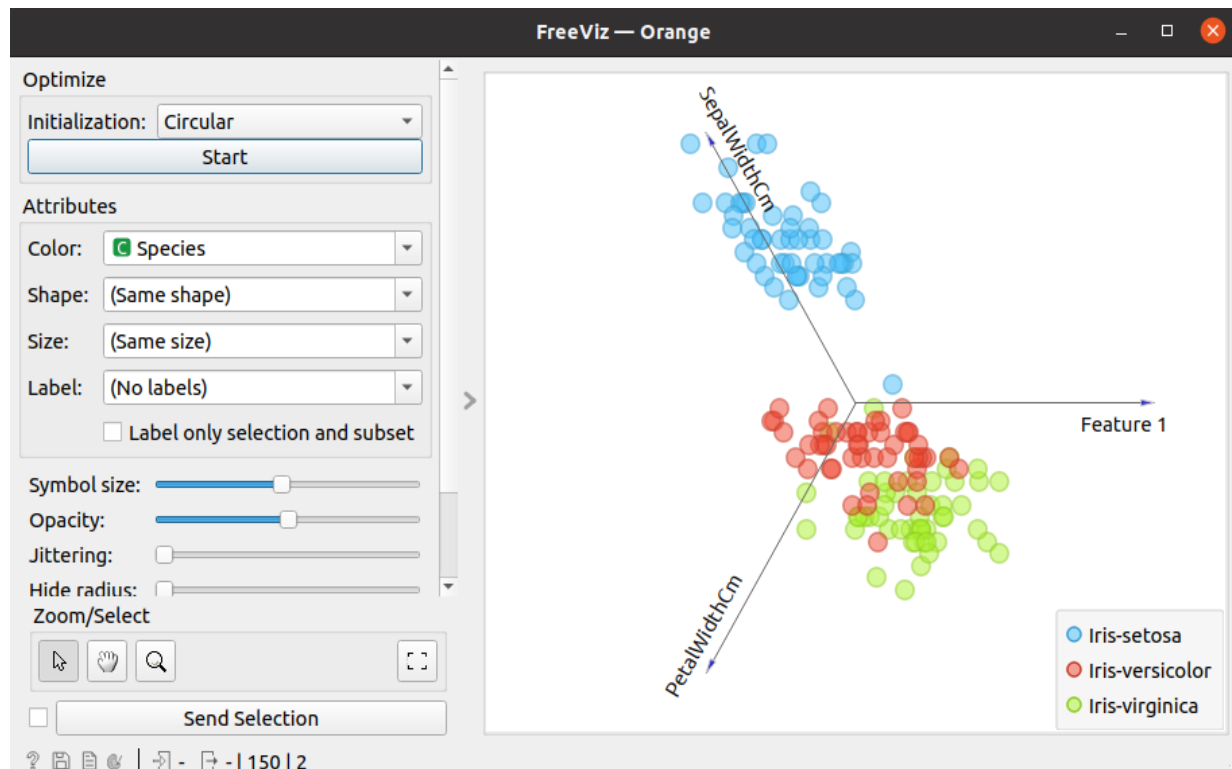 FreeViz — Orange
Optimize
Initialization: Circular
Start
Attributes
Color: C Species
Shape: (Same shape)
Size: (Same size)
Label: (No labels)
Label only selection and subset
Symbol size:
Opacity:
Jittering:
Hide radius:
Zoom/Select
Send Selection
? - - | 150 | 2
SepalWidthCm
Feature 1
PetalWidthCm
Iris-setosa
Iris-versicolor
Iris-virginica